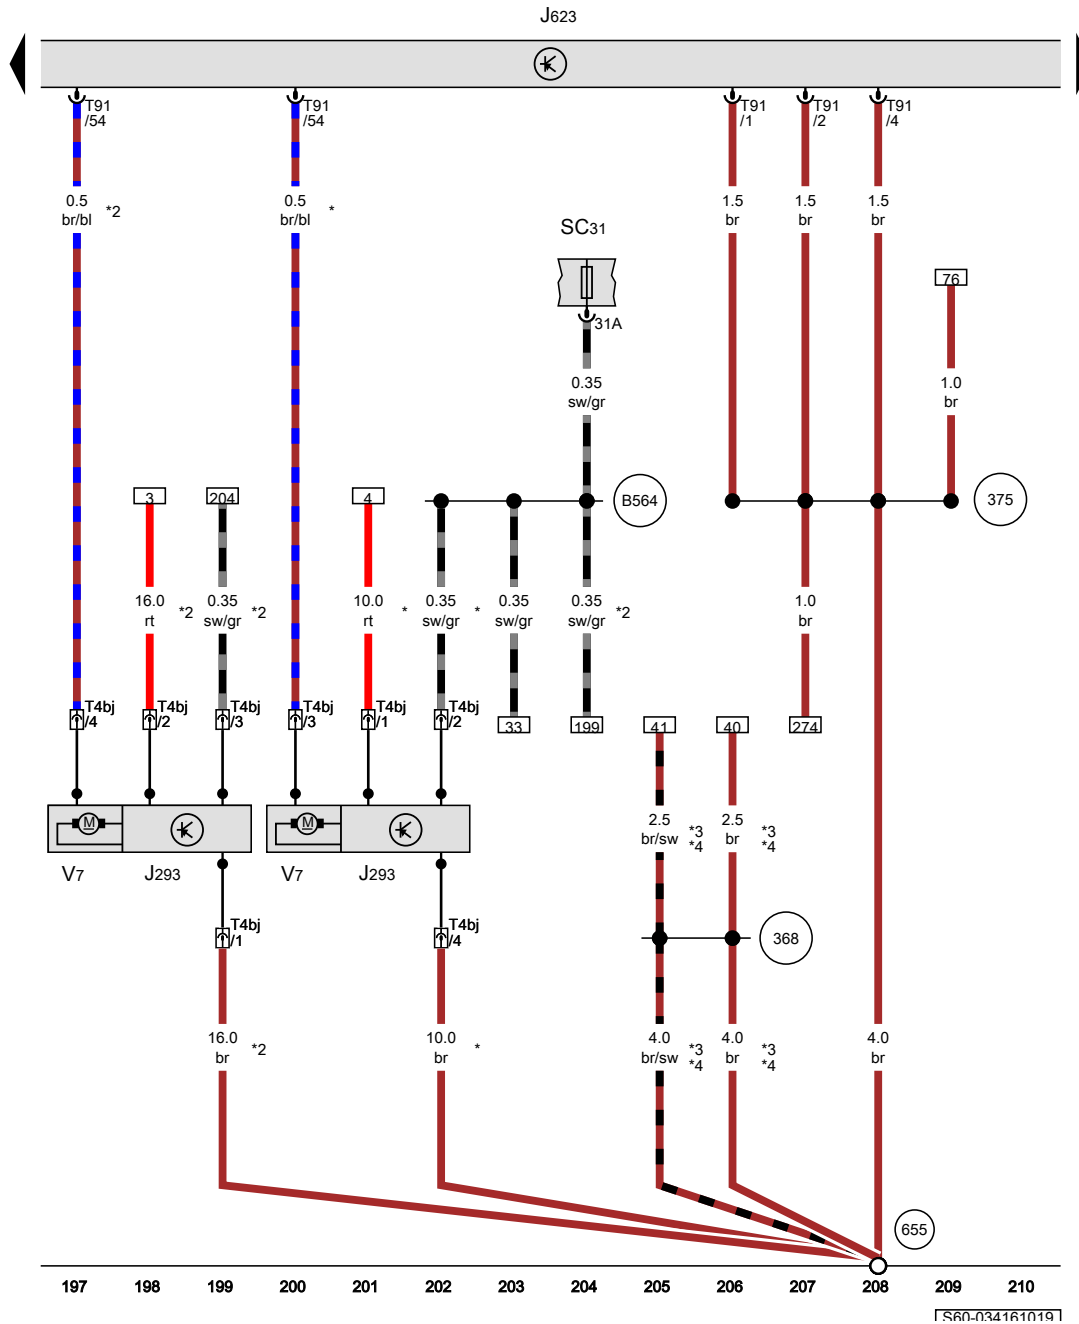 J623
T91
/54
T91
/54
T91
/1
T91
/2
T91
/4
0.5
br/bl
*2
0.5
br/bl
*
1.5
br
1.5
br
1.5
br
SC31
76
31A
0.35
sw/gr
1.0
br
3
204
4
B564
375
16.0
rt
*2
0.35
sw/gr
*2
10.0
rt
*
0.35
sw/gr
*
0.35
sw/gr
0.35
sw/gr
*2
1.0
br
T4bj
/4
T4bj
/2
T4bj
/3
T4bj
/3
T4bj
/1
T4bj
/2
33
199
41
40
274
M
M
2.5
br/sw
*3
*4
2.5
br
*3
*4
V7
J293
V7
J293
T4bj
/1
T4bj
/4
368
16.0
br
*2
10.0
br
*
4.0
br/sw
*3
*4
4.0
br
*3
*4
4.0
br
655
197 198 199 200 201 202 203 204 205 206 207 208 209 210
S60-034161019